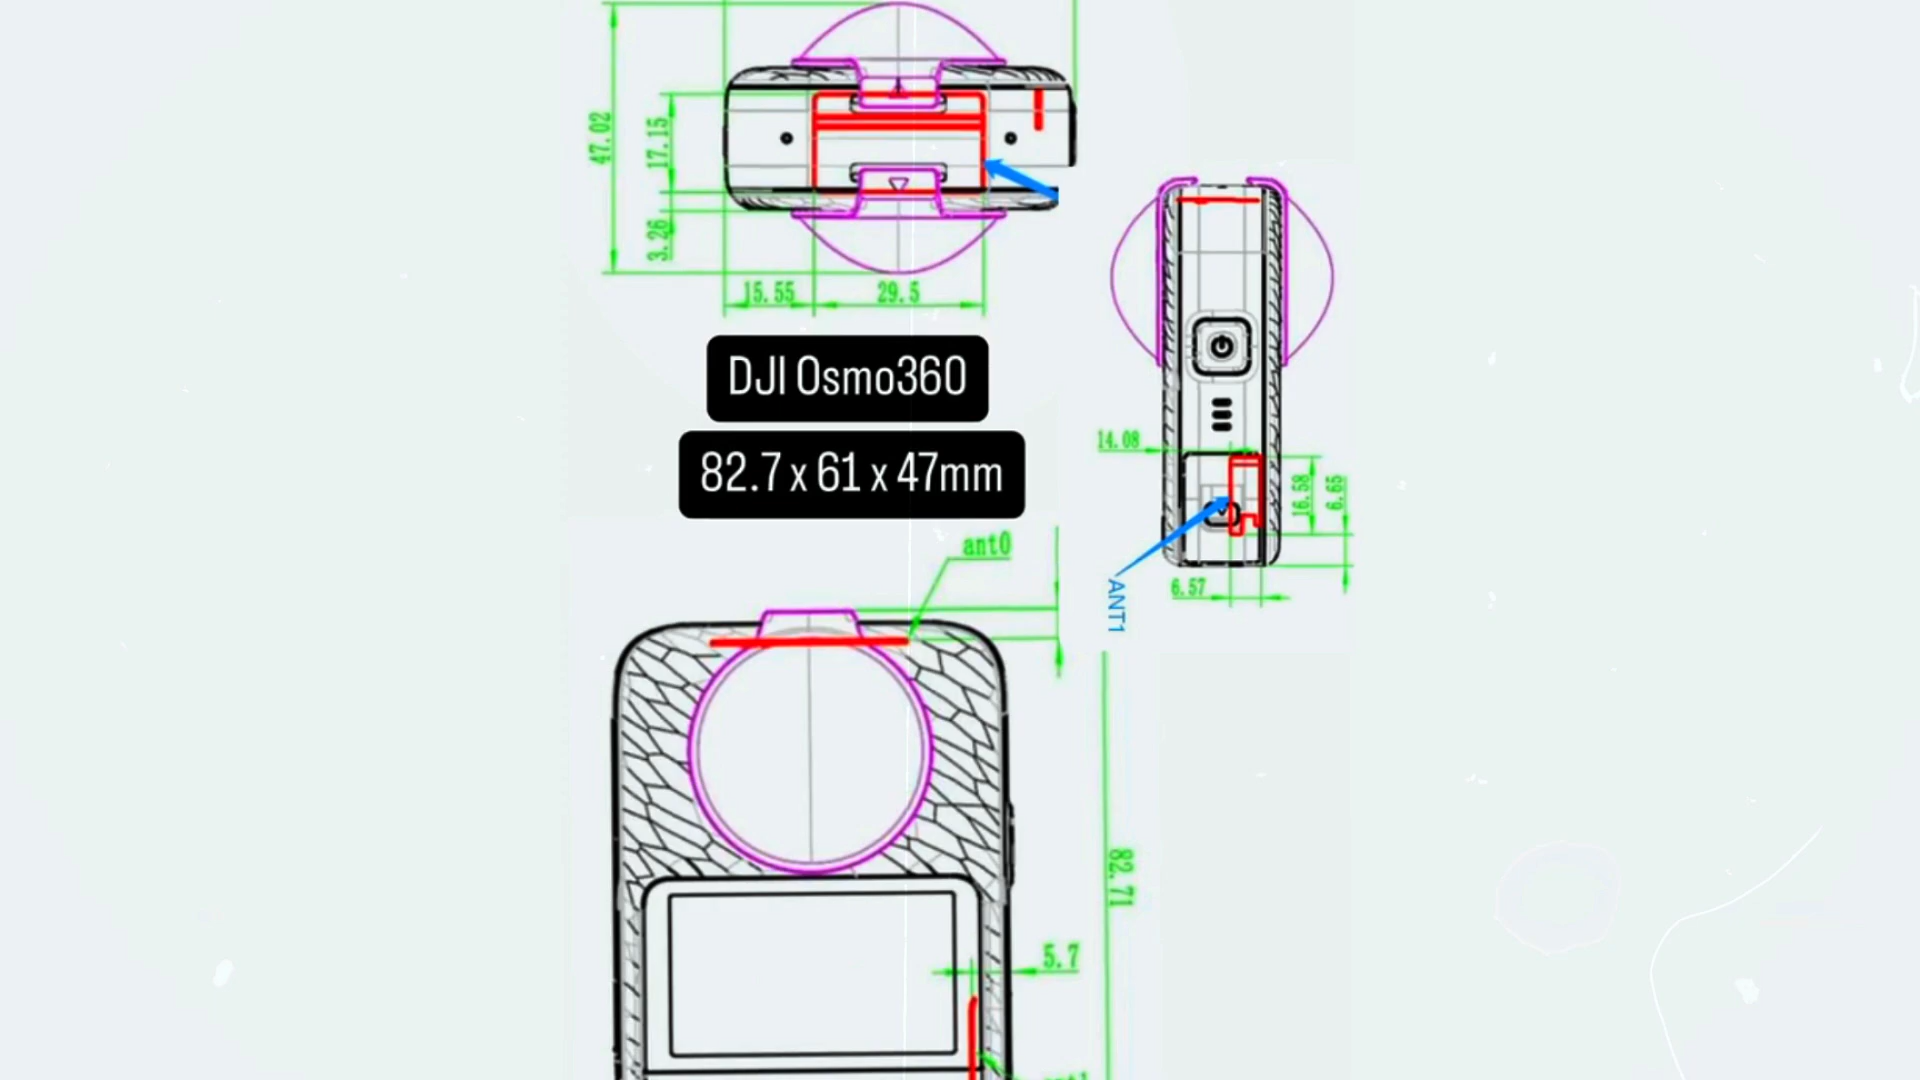 47.02
17.15
3.26
15.55
29.5
DJI Osmo360
82.7 x 61 x 47mm
14.08
16.58
6.65
6.57
ANT1
ant0
82.71
5.7